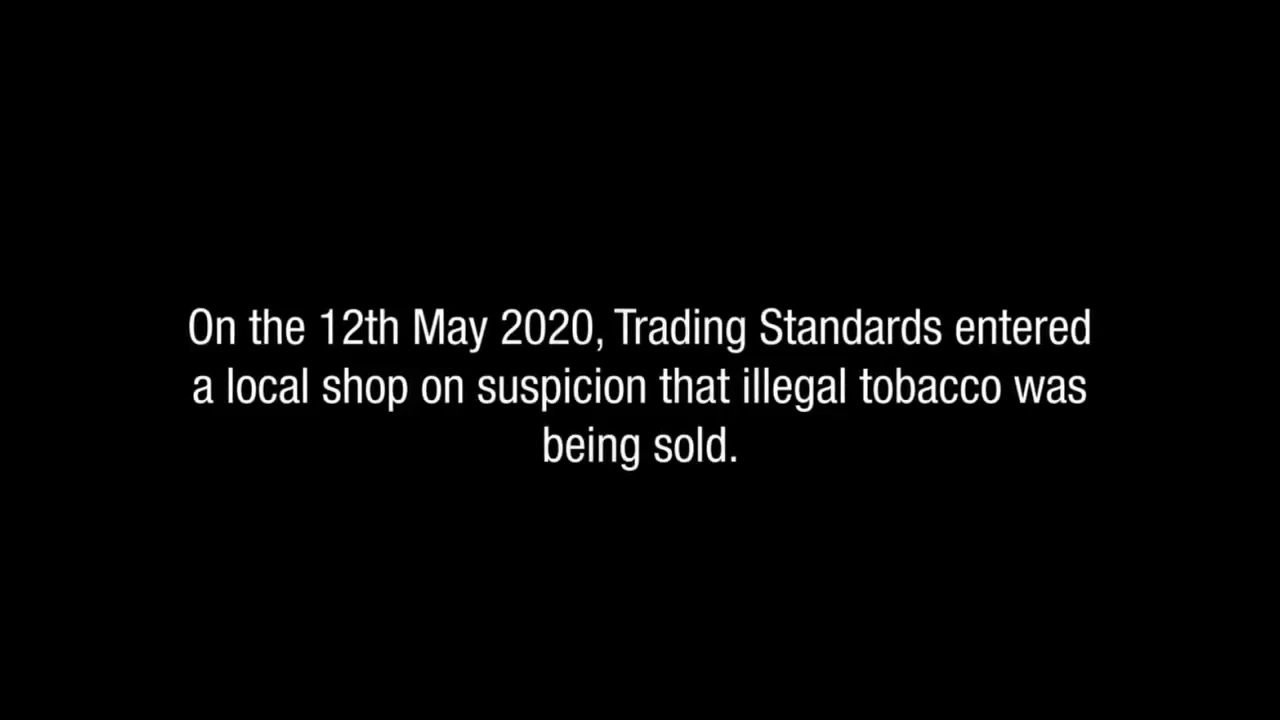 On the 12th May 2020, Trading Standards entered
a local shop on suspicion that illegal tobacco was
being sold.